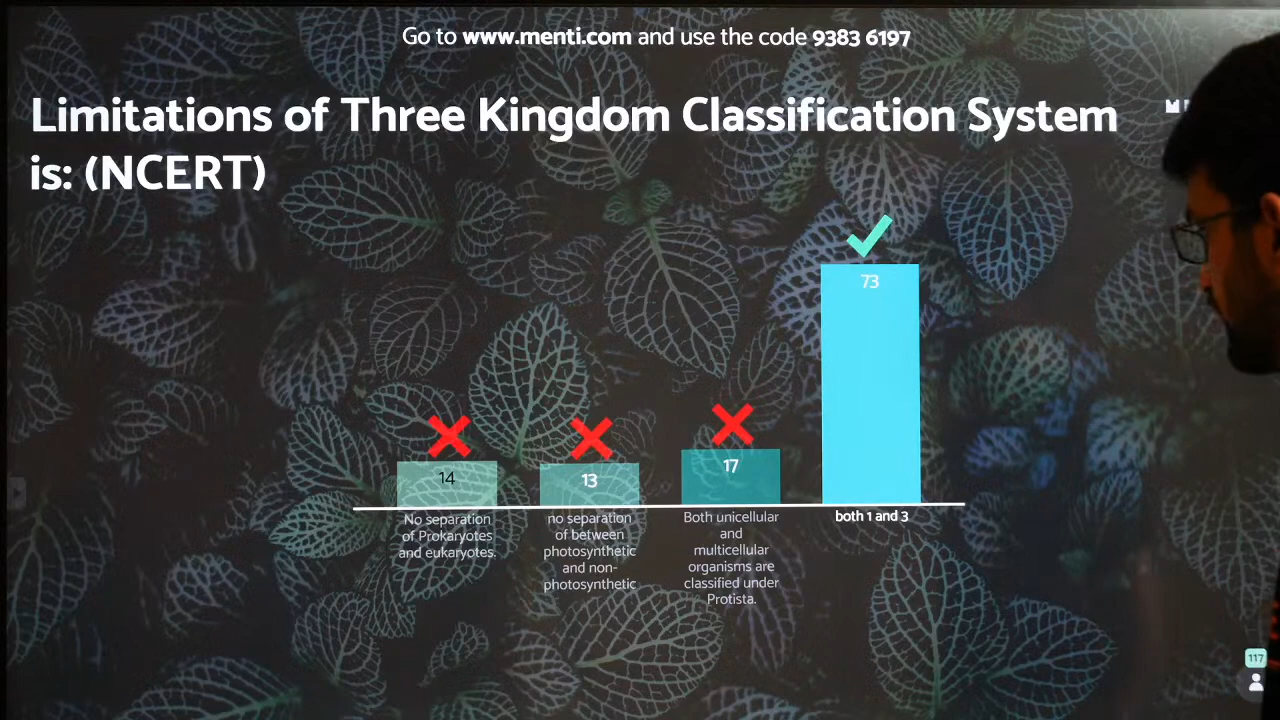 Go to www.menti.com and use the code 9383 6197
Limitations of Three Kingdom Classification System
is: (NCERT)
73
14
13
17
No separation
of Prokaryotes
and eukaryotes.
no separation
of between
photosynthetic
and non-
photosynthetic
Both unicellular
and
multicellular
organisms are
classified under
Protista.
both 1 and 3
117